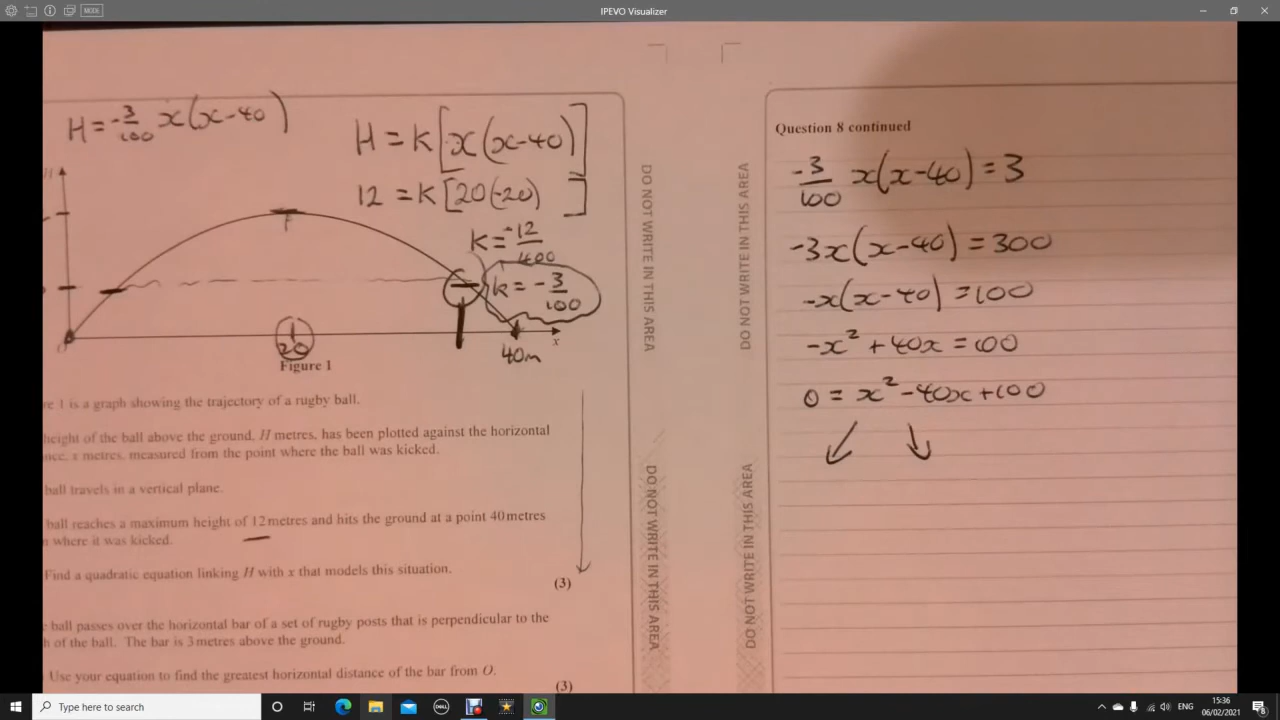 IPEVO Visualizer
MODE
H = -3/100 x(x-40)
H = K[x(x-40)]
12 = K[20(-20)]
k = -12/400
k = -3/100
H
20
40m
x
O
Figure 1
re 1 is a graph showing the trajectory of a rugby ball.
height of the ball above the ground, H metres, has been plotted against the horizontal
nce, x metres, measured from the point where the ball was kicked.
ball travels in a vertical plane.
ball reaches a maximum height of 12 metres and hits the ground at a point 40 metres
where it was kicked.
Find a quadratic equation linking H with x that models this situation.
(3)
ball passes over the horizontal bar of a set of rugby posts that is perpendicular to the
h of the ball. The bar is 3 metres above the ground.
Use your equation to find the greatest horizontal distance of the bar from O.
(3)
DO NOT WRITE IN THIS AREA
DO NOT WRITE IN THIS AREA
DO NOT WRITE IN THIS AREA
DO NOT WRITE IN THIS AREA
Question 8 continued
-3/100 x(x-40) = 3
-3x(x-40) = 300
-x(x-40) = 100
-x² + 40x = 100
0 = x² - 40x + 100
Type here to search
DELL
ENG
15:36
06/02/2021
8